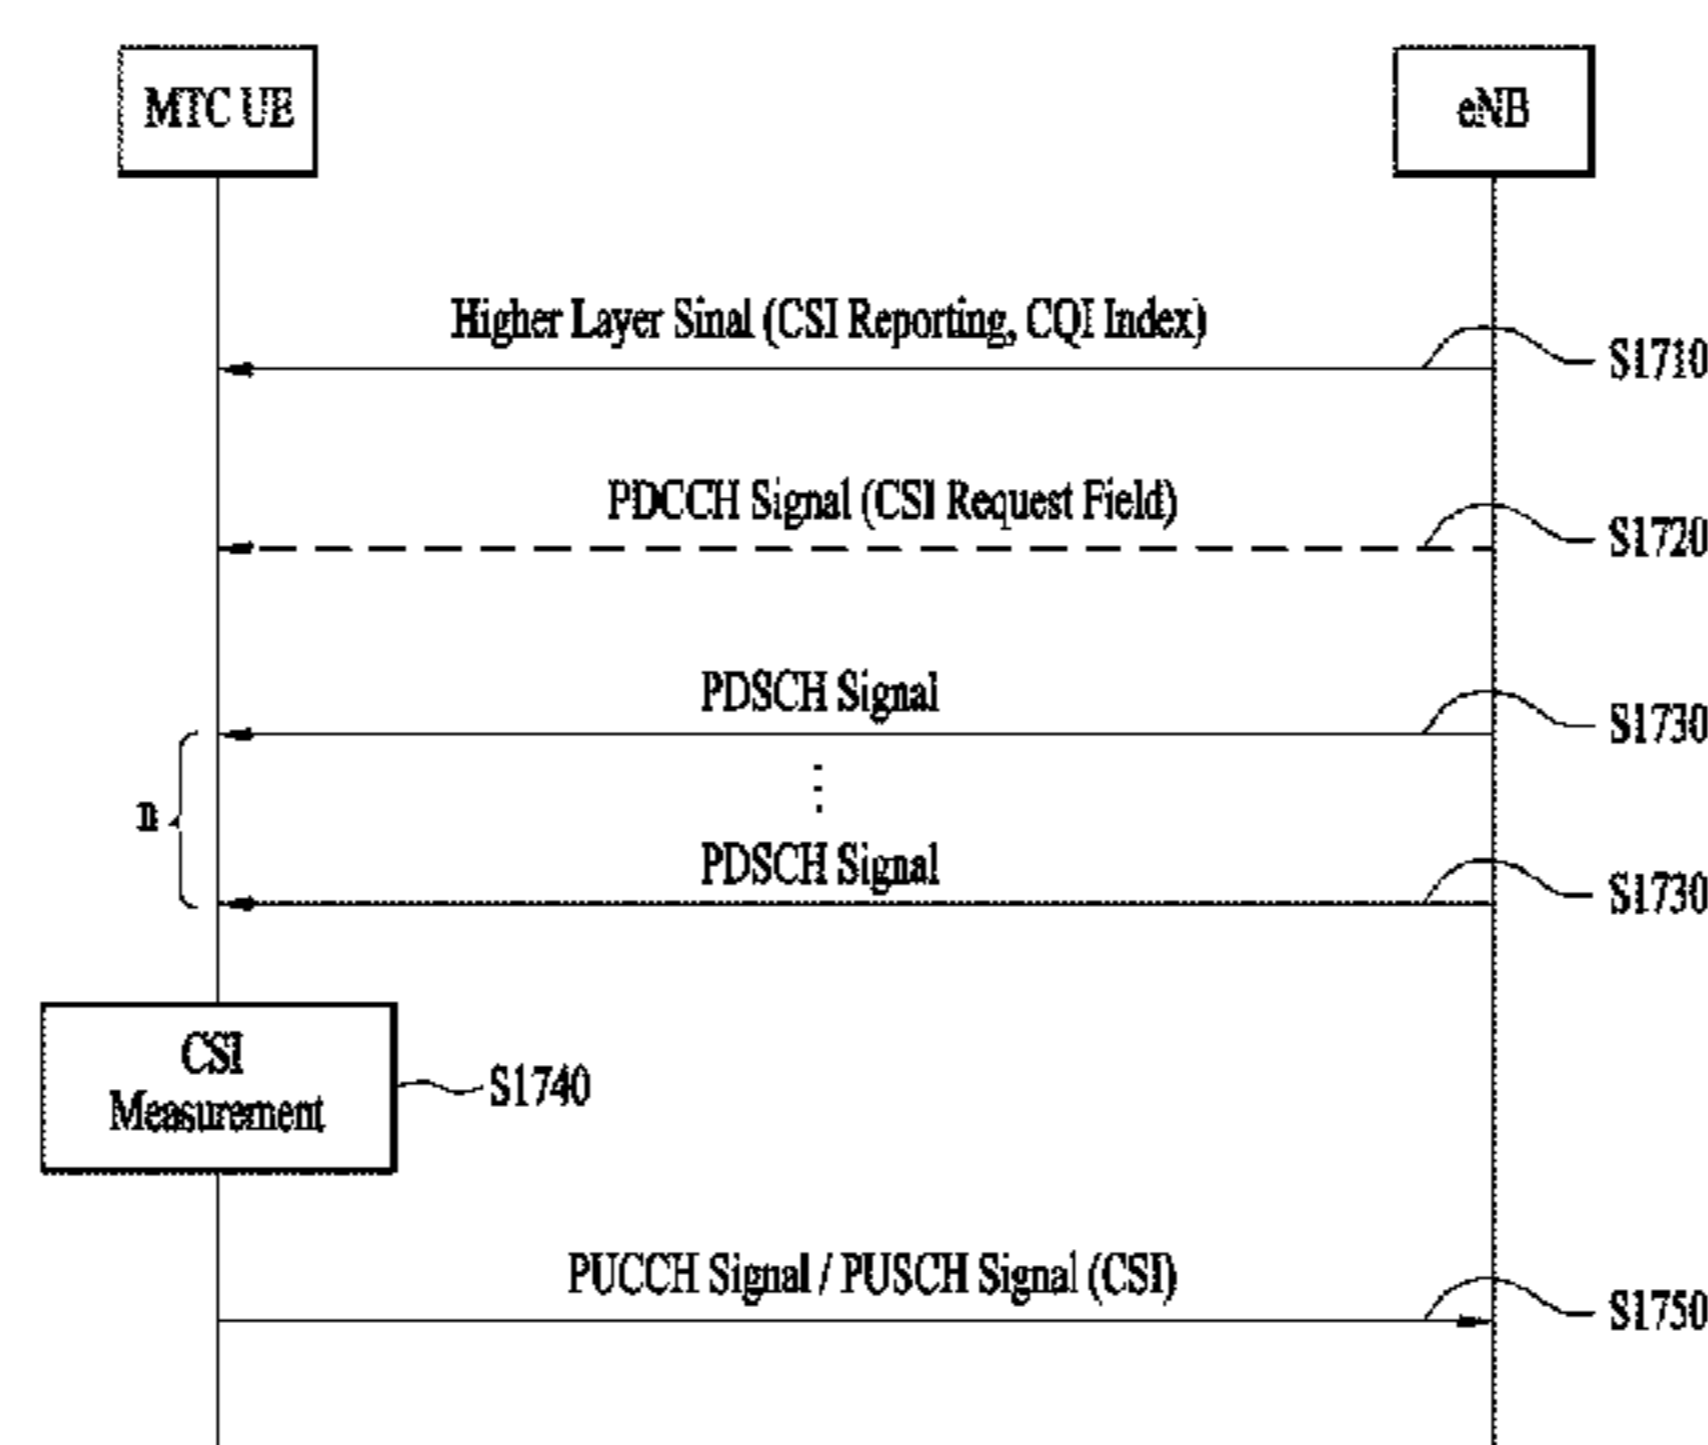 MTC UE
eNB
Higher Layer Sinal (CSI Reporting, CQI Index)
S1710
PDCCH Signal (CSI Request Field)
S1720
PDSCH Signal
S1730
n
PDSCH Signal
S1730
CSI
Measurement
S1740
PUCCH Signal / PUSCH Signal (CSI)
S1750